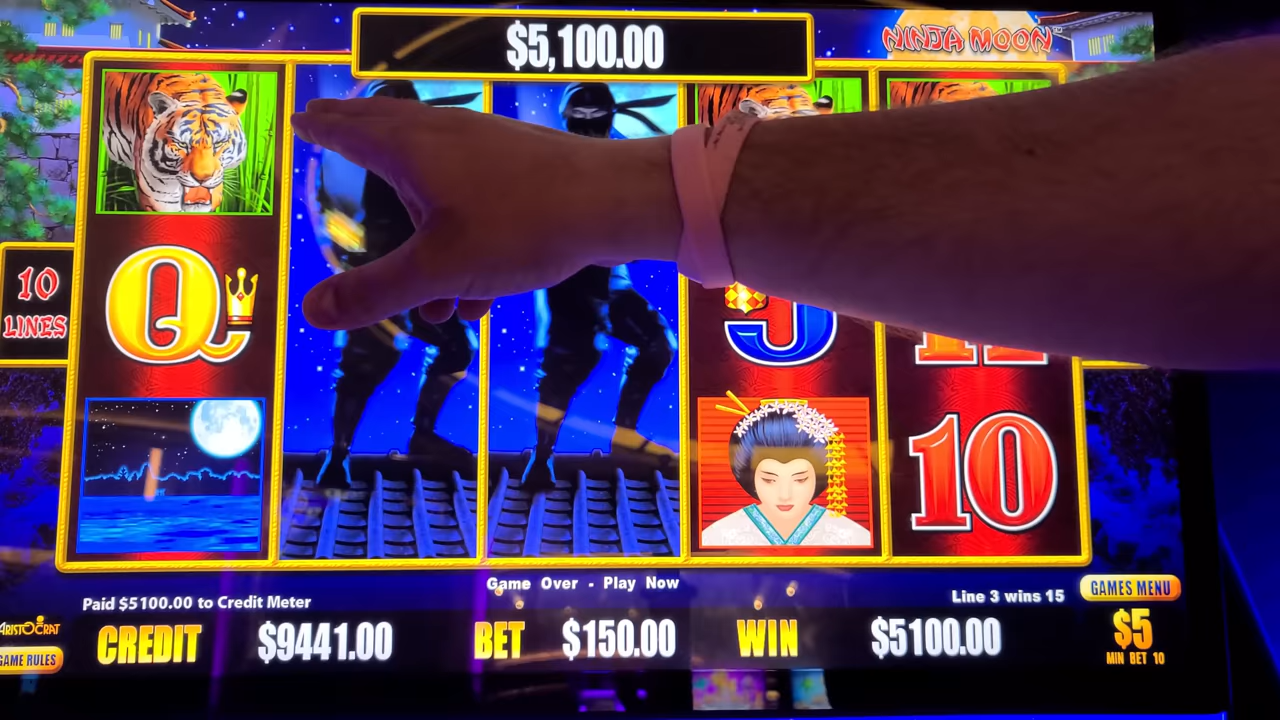 $5,100.00
NINJA MOON
10
LINES
Q
10
Game Over - Play Now
Paid $5100.00 to Credit Meter
Line 3 wins 15
GAMES MENU
ARISTOCRAT
GAME RULES
CREDIT
$9441.00
BET
$150.00
WIN
$5100.00
$5
MIN BET 10